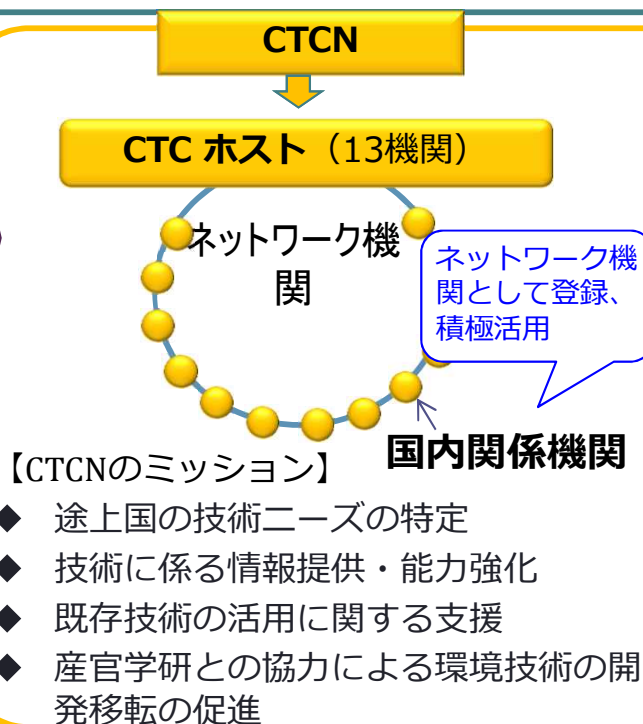 CTCN
CTC ホスト（13機関）
ネットワーク機
関
ネットワーク機
関として登録、
積極活用
国内関係機関
【CTCNのミッション】
◆ 途上国の技術ニーズの特定
◆ 技術に係る情報提供・能力強化
◆ 既存技術の活用に関する支援
◆ 産官学研との協力による環境技術の開
発移転の促進